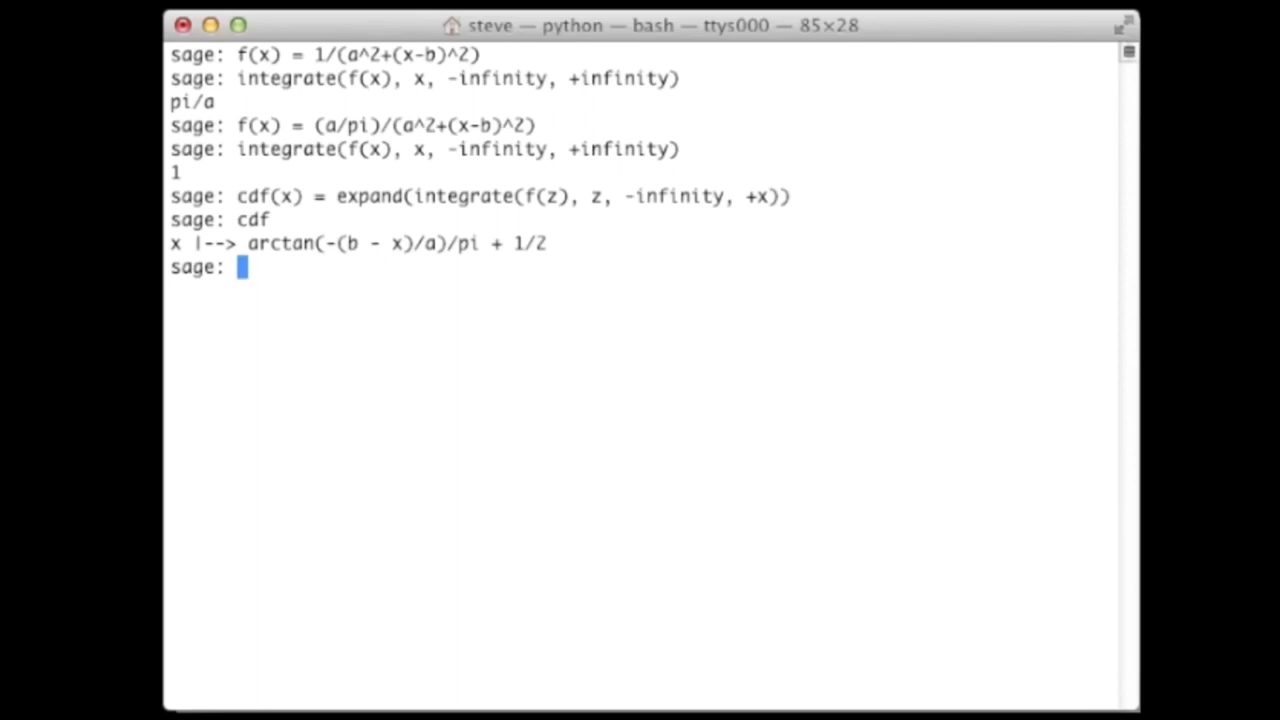 steve — python — bash — ttys000 — 85×28
sage: f(x) = 1/(a^2+(x-b)^2)
sage: integrate(f(x), x, -infinity, +infinity)
pi/a
sage: f(x) = (a/pi)/(a^2+(x-b)^2)
sage: integrate(f(x), x, -infinity, +infinity)
1
sage: cdf(x) = expand(integrate(f(z), z, -infinity, +x))
sage: cdf
x |--> arctan(-(b - x)/a)/pi + 1/2
sage: